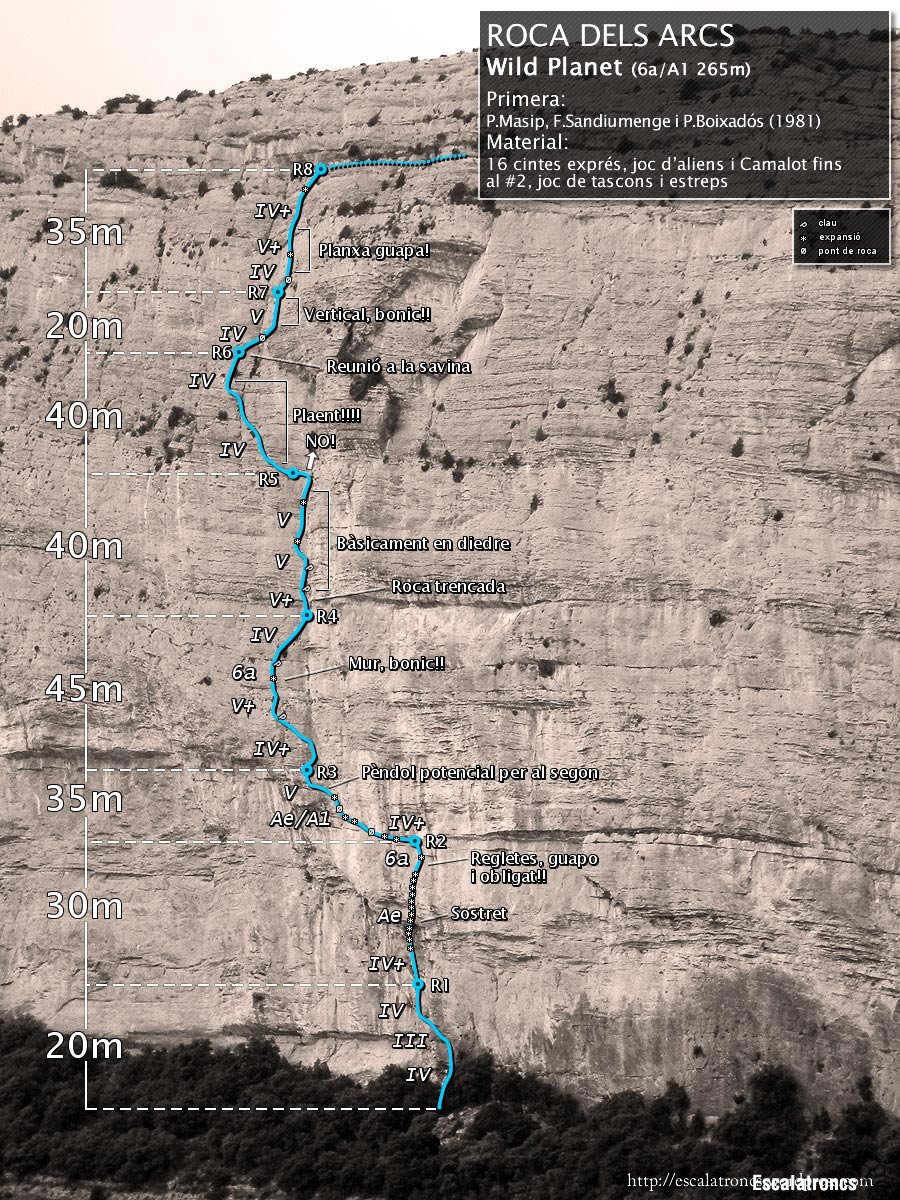 ROCA DELS ARCS
Wild Planet (6a/A1 265m)
Primera:
P.Masip, F.Sandiumenge i P.Boixadós (1981)
Material:
16 cintes exprés, joc d'aliens i Camalot fins
al #2, joc de tascons i estreps
clau
expansió
pont de roca
R8
IV+
35m
V+
Planxa guapa!
IV
R7
V
Vertical, bonic!!
20m
IV
R6
Reunió a la savina
IV
40m
Plaent!!!!
NO!
IV
R5
V
40m
Bàsicament en diedre
V
Roca trencada
V+
R4
IV
6a
Mur, bonic!!
45m
V+
IV+
R3
Pèndol potencial per al segon
V
35m
Ae/A1
IV+
R2
6a
Regletes, guapo
i obligat!!
30m
Ae
Sostret
IV+
R1
IV
20m
III
IV
Escalatroncs